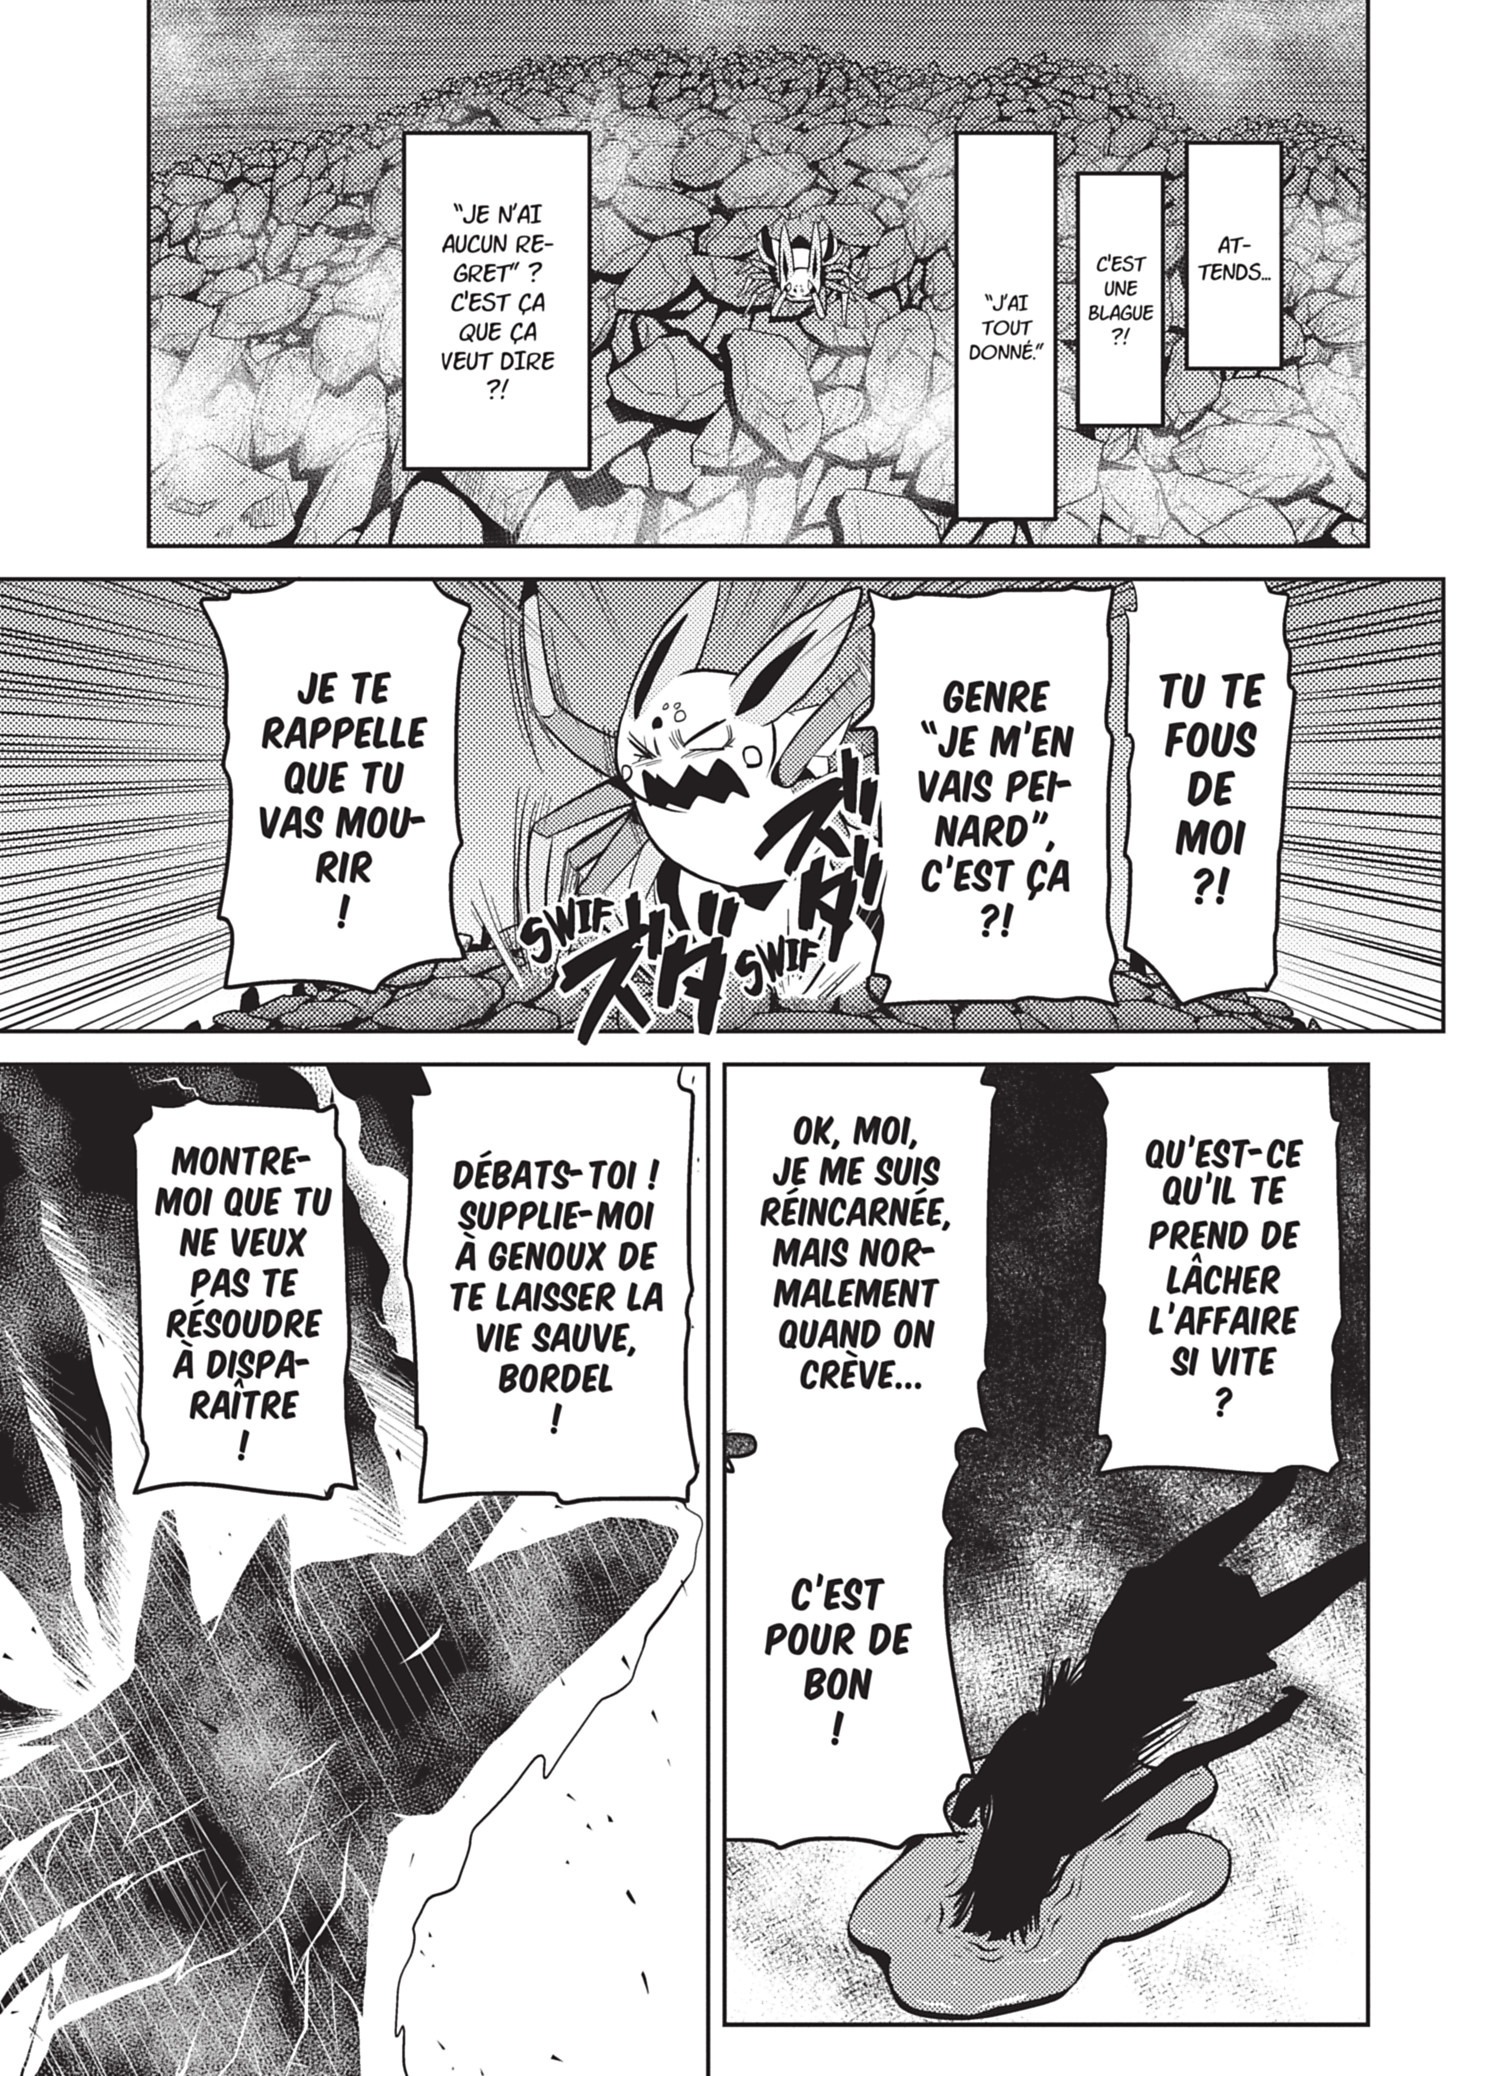 AT-
TENDS...
C'EST
UNE
BLAGUE
?!
"J'AI
TOUT
DONNÉ."
"JE N'AI
AUCUN RE-
GRET" ?
C'EST ÇA
QUE ÇA
VEUT DIRE
?!
TU TE
FOUS
DE
MOI
?!
GENRE
"JE M'EN
VAIS PEI-
NARD",
C'EST ÇA
?!
ズダ
SWIF
ズダ
SWIF
JE TE
RAPPELLE
QUE TU
VAS MOU-
RIR
!
QU'EST-CE
QU'IL TE
PREND DE
LÂCHER
L'AFFAIRE
SI VITE
?
OK, MOI,
JE ME SUIS
RÉINCARNÉE,
MAIS NOR-
MALEMENT
QUAND ON
CRÈVE...
C'EST
POUR DE
BON
!
DÉBATS-TOI !
SUPPLIE-MOI
À GENOUX DE
TE LAISSER LA
VIE SAUVE,
BORDEL
!
MONTRE-
MOI QUE TU
NE VEUX
PAS TE
RÉSOUDRE
À DISPA-
RAÎTRE
!